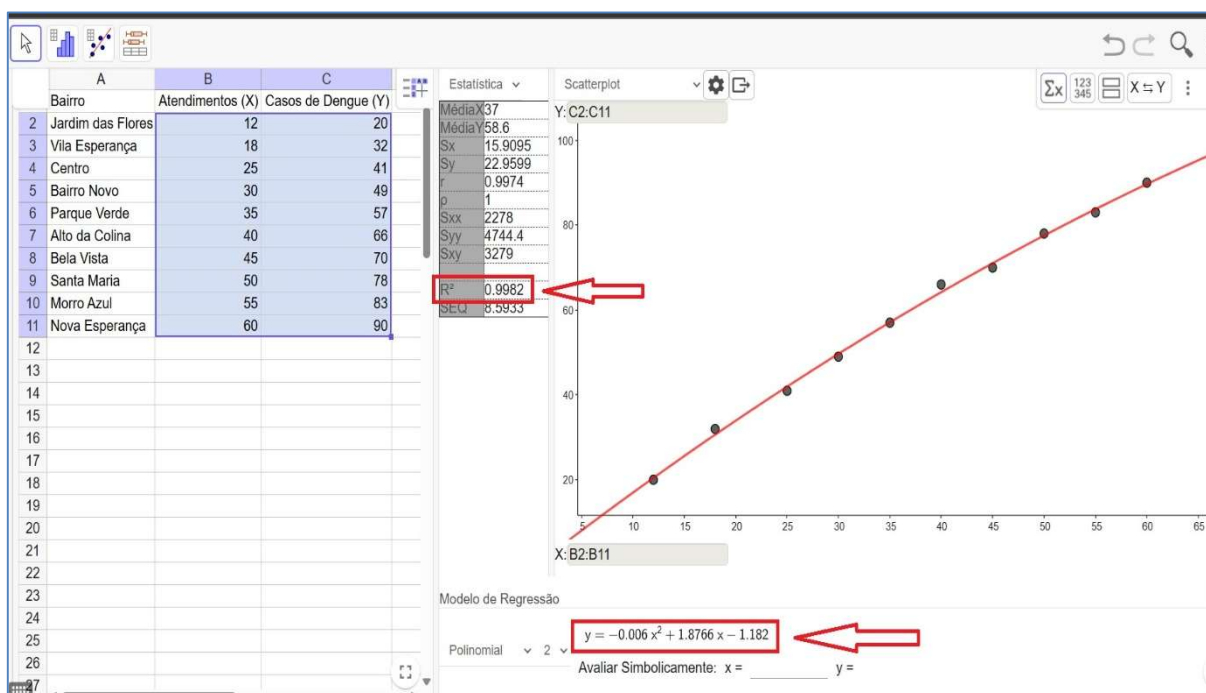 123
345
X ⇆ Y
A B C
Bairro Atendimentos (X) Casos de Dengue (Y)
2 Jardim das Flores 12 20
3 Vila Esperança 18 32
4 Centro 25 41
5 Bairro Novo 30 49
6 Parque Verde 35 57
7 Alto da Colina 40 66
8 Bela Vista 45 70
9 Santa Maria 50 78
10 Morro Azul 55 83
11 Nova Esperança 60 90
12
13
14
15
16
17
18
19
20
21
22
23
24
25
26
27
Estatística
MédiaX 37
MédiaY 58.6
Sx 15.9095
Sy 22.9599
r 0.9974
ρ 1
Sxx 2278
Syy 4744.4
Sxy 3279
R² 0.9982
SEQ 8.5933
Scatterplot
Σx
Y: C2:C11
100
80
60
40
20
5 10 15 20 25 30 35 40 45 50 55 60 65
X: B2:B11
Modelo de Regressão
y = −0.006 x² + 1.8766 x − 1.182
Polinomial 2
Avaliar Simbolicamente: x = y =